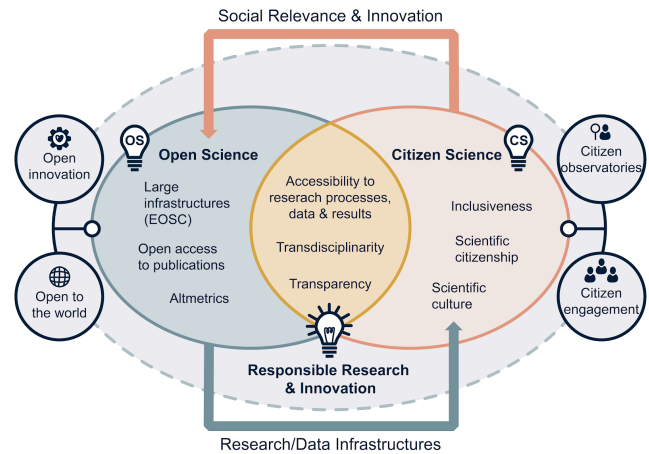 Social Relevance & Innovation
OS
Open Science
Citizen Science
CS
Open
innovation
Open to
the world
Large
infrastructures
(EOSC)
Open access
to publications
Altmetrics
Accessibility to
reserach processes,
data & results
Transdisciplinarity
Transparency
Inclusiveness
Scientific
citizenship
Scientific
culture
Citizen
observatories
Citizen
engagement
Responsible Research
& Innovation
Research/Data Infrastructures